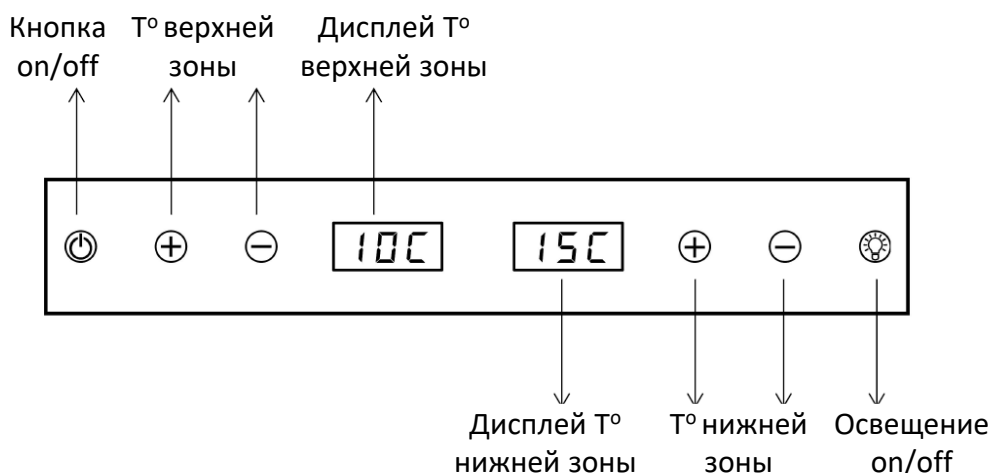 Кнопка on/off
Tº верхней зоны
Дисплей Tº верхней зоны
10C
15C
Дисплей Tº нижней зоны
Tº нижней зоны
Освещение on/off